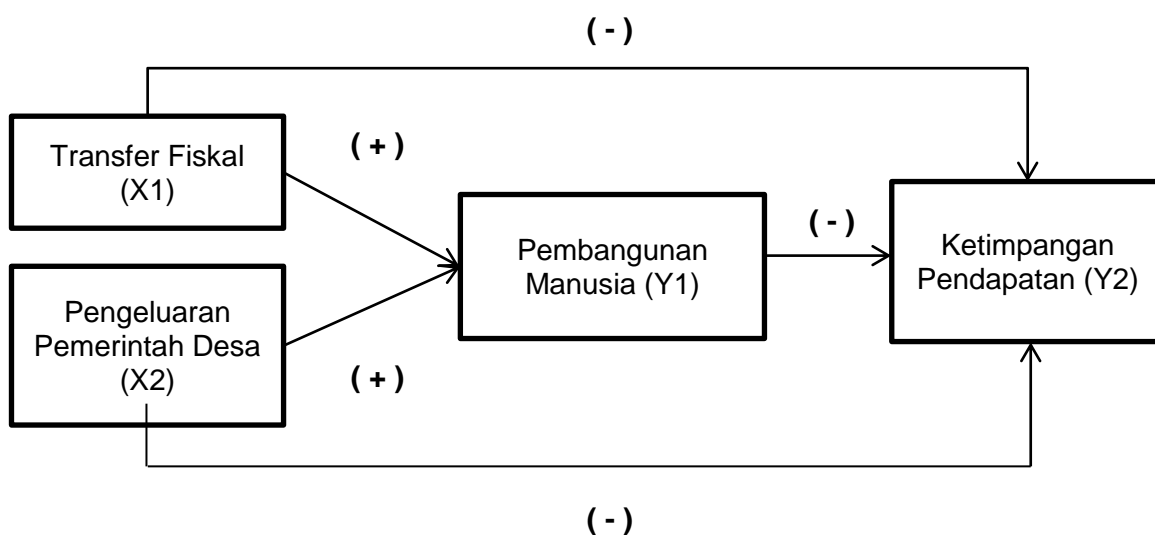 ( - )
Transfer Fiskal
(X1)
( + )
Pembangunan
Manusia (Y1)
( - )
Ketimpangan
Pendapatan (Y2)
Pengeluaran
Pemerintah Desa
(X2)
( + )
( - )